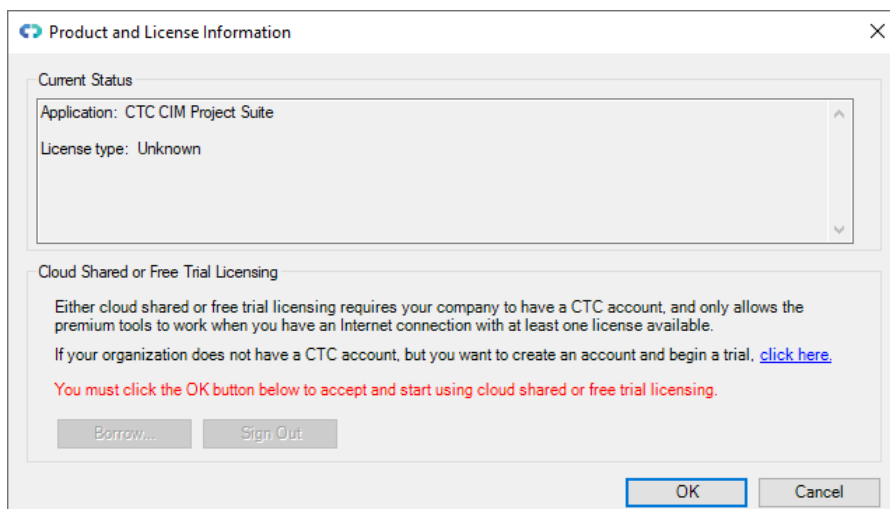 Product and License Information
Current Status
Application: CTC CIM Project Suite
License type: Unknown
Cloud Shared or Free Trial Licensing
Either cloud shared or free trial licensing requires your company to have a CTC account, and only allows the
premium tools to work when you have an Internet connection with at least one license available.
If your organization does not have a CTC account, but you want to create an account and begin a trial, click here.
You must click the OK button below to accept and start using cloud shared or free trial licensing.
Borrow... Sign Out
OK Cancel